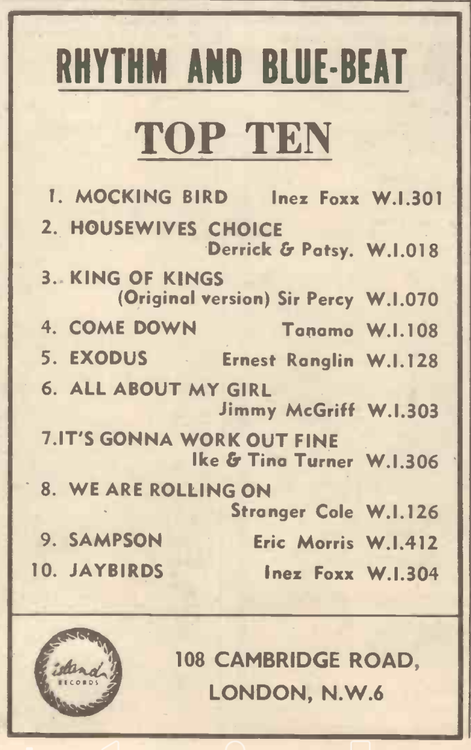 RHYTHM AND BLUE-BEAT
TOP TEN
1. MOCKING BIRD Inez Foxx W.I.301
2. HOUSEWIVES CHOICE
Derrick & Patsy. W.I.018
3. KING OF KINGS
(Original version) Sir Percy W.I.070
4. COME DOWN Tanamo W.I.108
5. EXODUS Ernest Ranglin W.I.128
6. ALL ABOUT MY GIRL
Jimmy McGriff W.I.303
7.IT'S GONNA WORK OUT FINE
Ike & Tina Turner W.I.306
8. WE ARE ROLLING ON
Stranger Cole W.I.126
9. SAMPSON Eric Morris W.I.412
10. JAYBIRDS Inez Foxx W.I.304
island
RECORDS
108 CAMBRIDGE ROAD,
LONDON, N.W.6